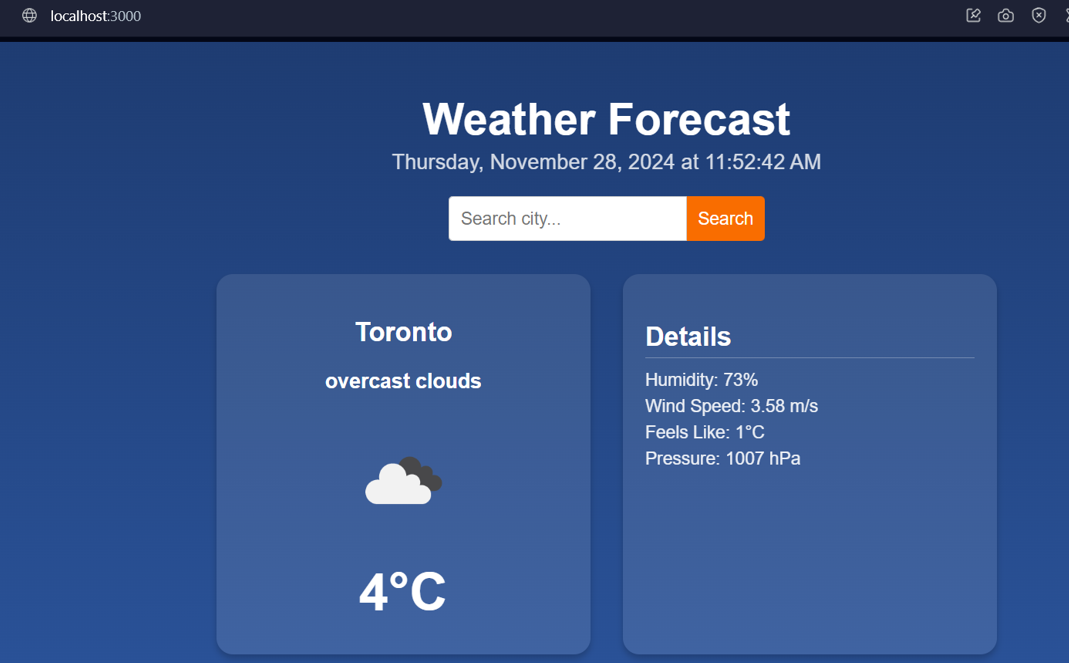 localhost:3000
Weather Forecast
Thursday, November 28, 2024 at 11:52:42 AM
Search city...
Search
Toronto
overcast clouds
4°C
Details
Humidity: 73%
Wind Speed: 3.58 m/s
Feels Like: 1°C
Pressure: 1007 hPa